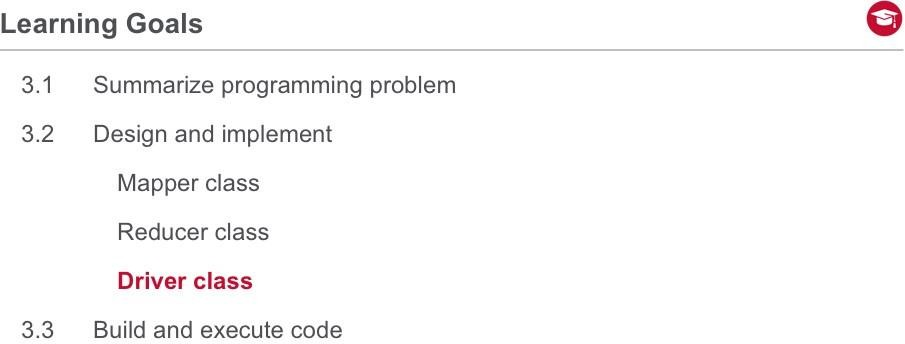 Learning Goals
3.1 Summarize programming problem
3.2 Design and implement
Mapper class
Reducer class
Driver class
3.3 Build and execute code